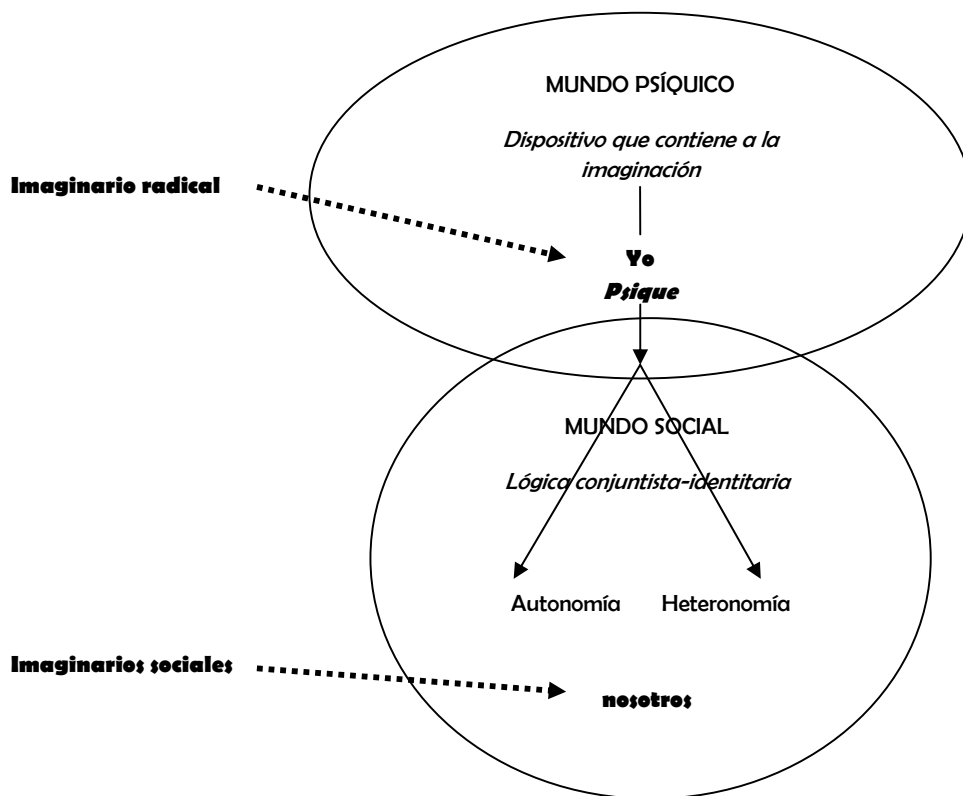 MUNDO PSÍQUICO
Dispositivo que contiene a la
imaginación
Imaginario radical
Yo
Psique
MUNDO SOCIAL
Lógica conjuntista-identitaria
Autonomía Heteronomía
Imaginarios sociales
nosotros